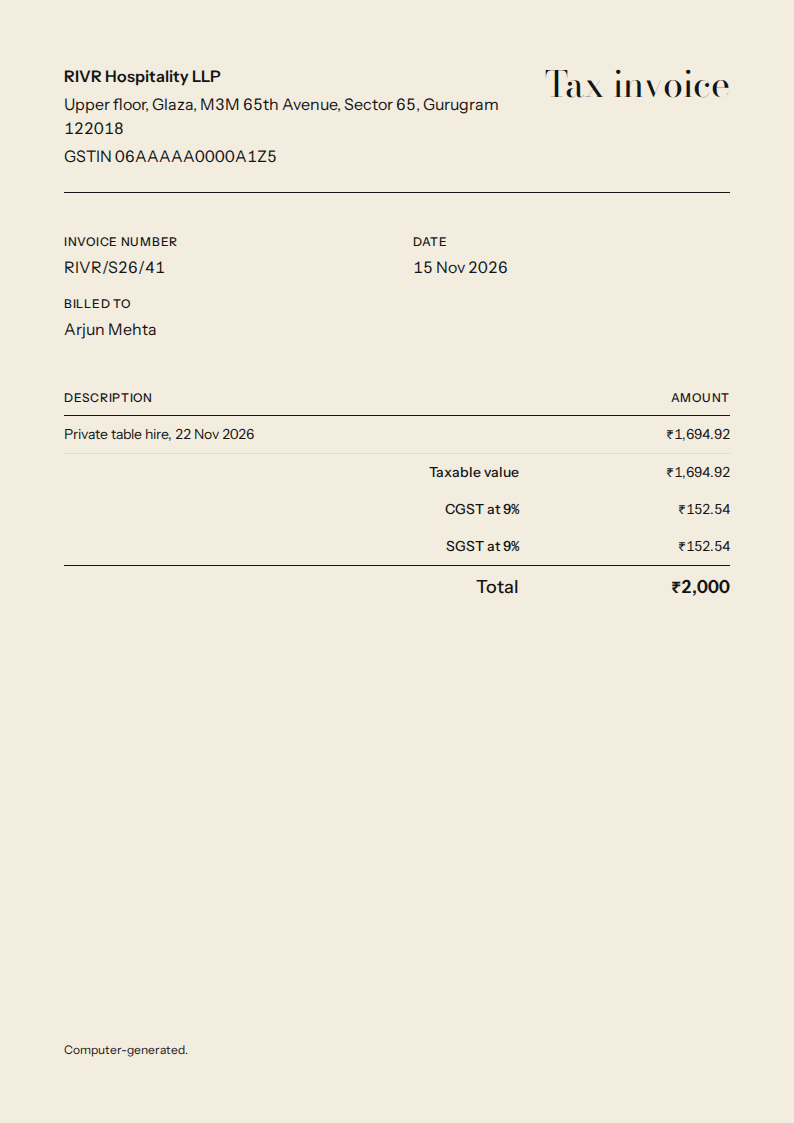 RIVR Hospitality LLP
Tax invoice
Upper floor, Glaza, M3M 65th Avenue, Sector 65, Gurugram
122018
GSTIN 06AAAAA0000A1Z5
INVOICE NUMBER
DATE
RIVR/S26/41
15 Nov 2026
BILLED TO
Arjun Mehta
DESCRIPTION AMOUNT
Private table hire, 22 Nov 2026 ₹1,694.92
Taxable value ₹1,694.92
CGST at 9% ₹152.54
SGST at 9% ₹152.54
Total ₹2,000
Computer-generated.